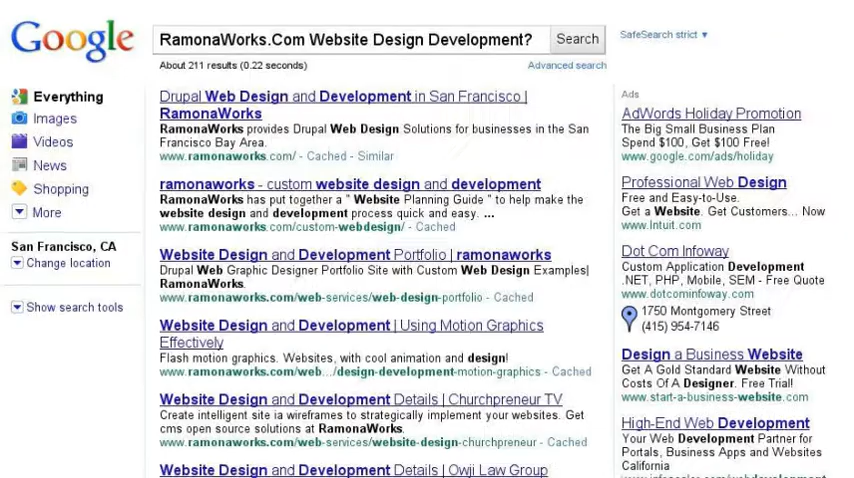 Google
RamonaWorks.Com Website Design Development?
Search
SafeSearch strict ▼
About 211 results (0.22 seconds)
Advanced search
Everything
Images
Videos
News
Shopping
More
San Francisco, CA
Change location
Show search tools
Drupal Web Design and Development in San Francisco |
RamonaWorks
RamonaWorks provides Drupal Web Design Solutions for businesses in the San
Francisco Bay Area.
www.ramonaworks.com/ - Cached - Similar
ramonaworks - custom website design and development
RamonaWorks has put together a " Website Planning Guide " to help make the
website design and development process quick and easy. ...
www.ramonaworks.com/custom-webdesign/ - Cached
Website Design and Development Portfolio | ramonaworks
Drupal Web Graphic Designer Portfolio Site with Custom Web Design Examples|
RamonaWorks.
www.ramonaworks.com/web-services/web-design-portfolio - Cached
Website Design and Development | Using Motion Graphics
Effectively
Flash motion graphics. Websites, with cool animation and design!
www.ramonaworks.com/web.../design-development-motion-graphics - Cached
Website Design and Development Details | Churchpreneur TV
Create intelligent site ia wireframes to strategically implement your websites. Get
cms open source solutions at RamonaWorks.
www.ramonaworks.com/web-services/website-design-churchpreneur - Cached
Website Design and Development Details | Owji Law Group
Ads
AdWords Holiday Promotion
The Big Small Business Plan
Spend $100, Get $100 Free!
www.google.com/ads/holiday
Professional Web Design
Free and Easy-to-Use.
Get a Website. Get Customers... Now
www.Intuit.com
Dot Com Infoway
Custom Application Development
.NET, PHP, Mobile, SEM - Free Quote
www.dotcominfoway.com
1750 Montgomery Street
(415) 954-7146
Design a Business Website
Get A Gold Standard Website Without
Costs Of A Designer. Free Trial!
www.start-a-business-website.com
High-End Web Development
Your Web Development Partner for
Portals, Business Apps and Websites
California